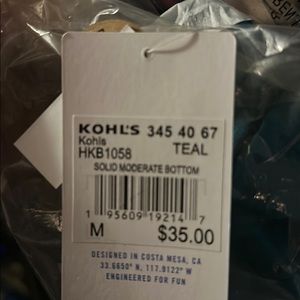 KOHL'S 345 40 67
Kohls TEAL
HKB1058
SOLID MODERATE BOTTOM
1 95609 19214 7
M $35.00
DESIGNED IN COSTA MESA, CA
33.6650° N, 117.9122° W
ENGINEERED FOR FUN